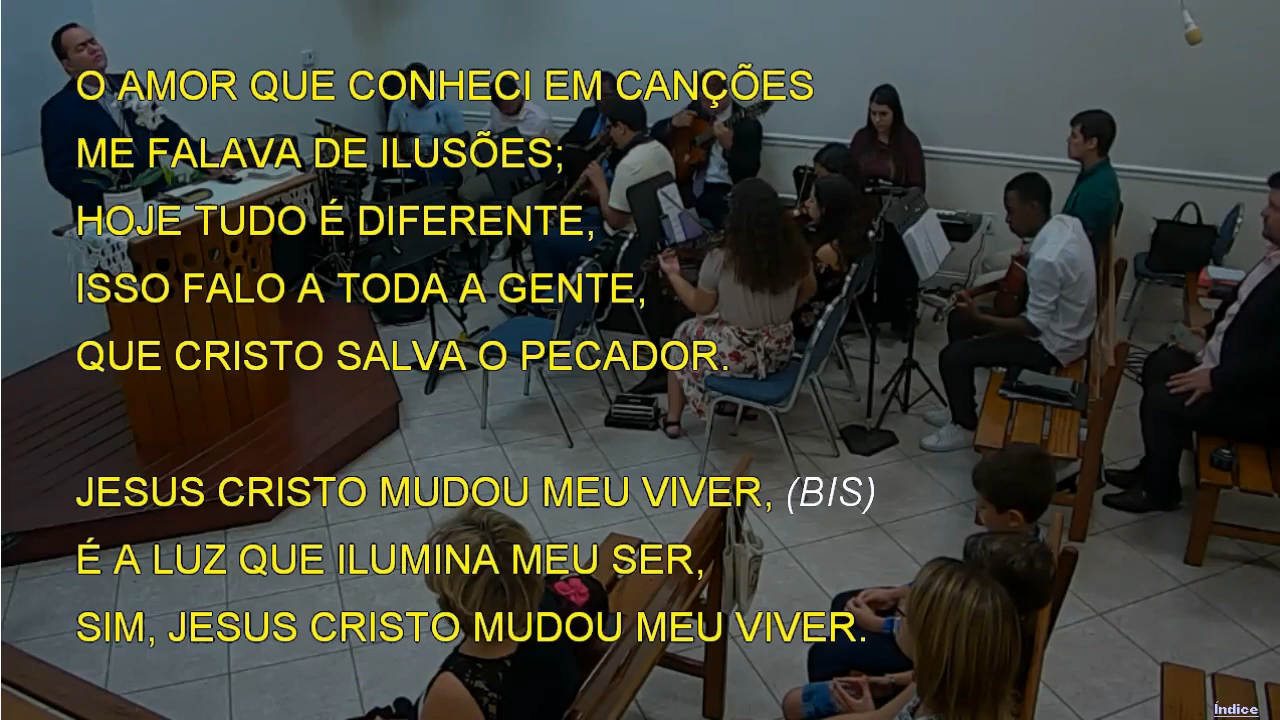 O AMOR QUE CONHECI EM CANÇÕES
ME FALAVA DE ILUSÕES;
HOJE TUDO É DIFERENTE,
ISSO FALO A TODA A GENTE,
QUE CRISTO SALVA O PECADOR.
JESUS CRISTO MUDOU MEU VIVER, (BIS)
É A LUZ QUE ILUMINA MEU SER,
SIM, JESUS CRISTO MUDOU MEU VIVER.
Índice